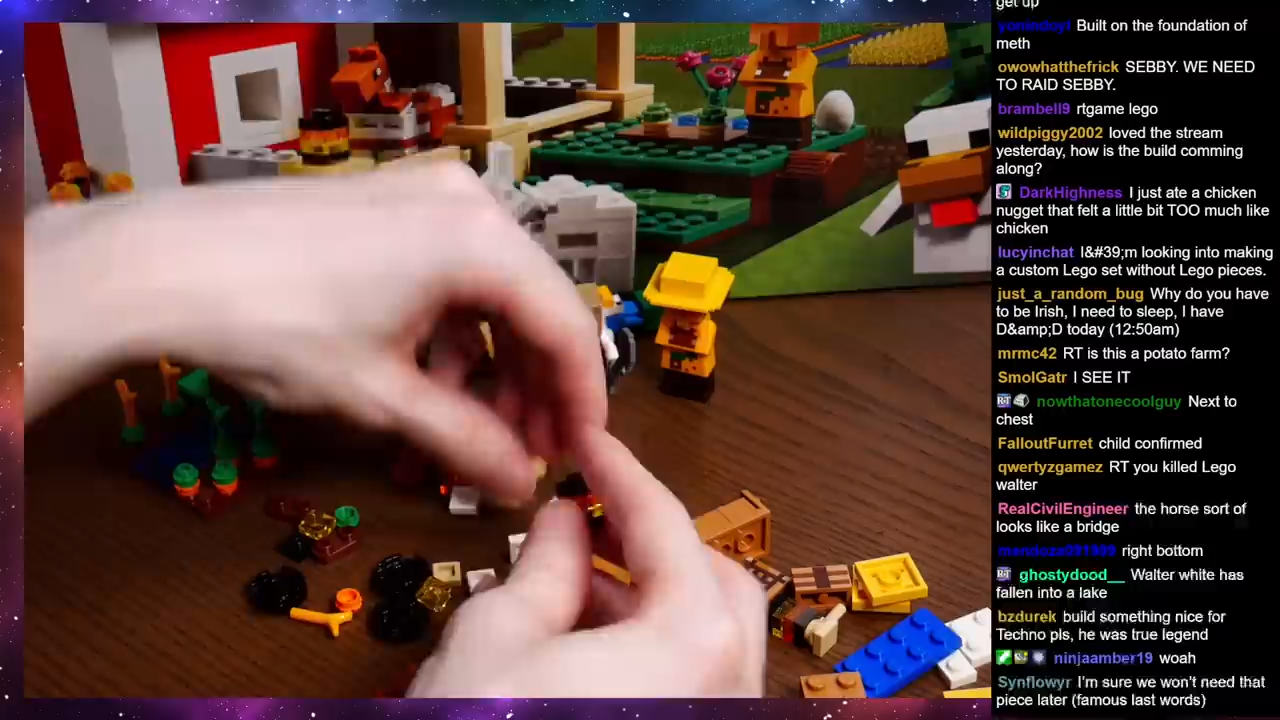 get up
yonindoyl Built on the foundation of
meth
owowhatthefrick SEBBY. WE NEED
TO RAID SEBBY.
brambell9 rtgame lego
wildpiggy2002 loved the stream
yesterday, how is the build comming
along?
DarkHighness I just ate a chicken
nugget that felt a little bit TOO much like
chicken
lucyinchat I&#39;m looking into making
a custom Lego set without Lego pieces.
just_a_random_bug Why do you have
to be Irish, I need to sleep, I have
D&amp;D today (12:50am)
mrmc42 RT is this a potato farm?
SmolGatr I SEE IT
nowthatonecoolguy Next to
chest
FalloutFurret child confirmed
qwertyzgamez RT you killed Lego
walter
RealCivilEngineer the horse sort of
looks like a bridge
right bottom
ghostydood__ Walter white has
fallen into a lake
bzdurek build something nice for
Techno pls, he was true legend
ninjaamber19 woah
Synflowyr I'm sure we won't need that
piece later (famous last words)